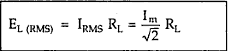 E_L (RMS) = I_RMS R_L = I_m/√2 R_L